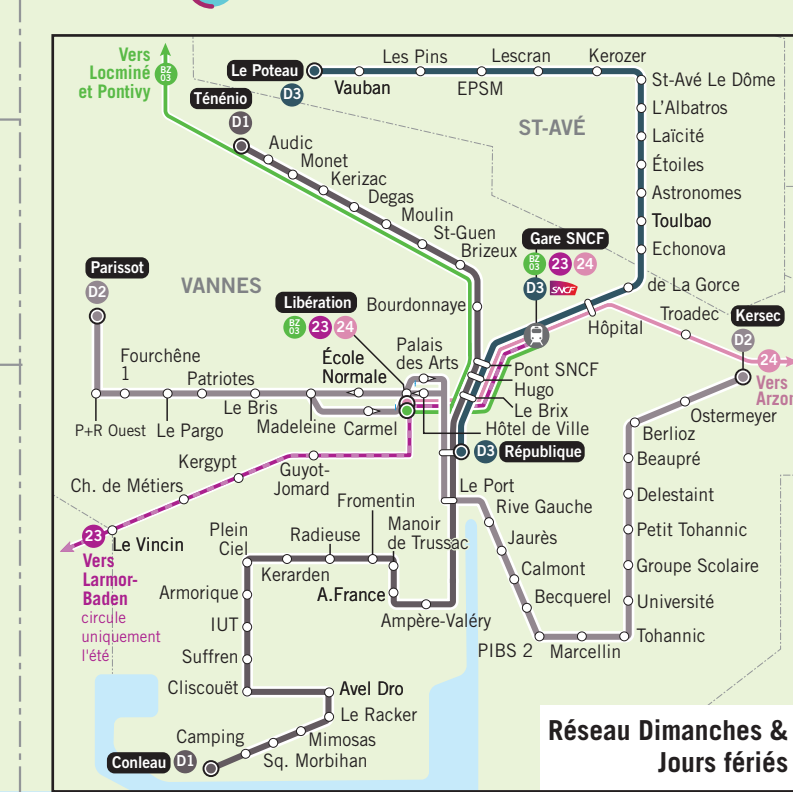 Vers
Locminé
et Pontivy
BZ
03
Le Poteau
D3
Vauban
Les Pins
EPSM
Lescran
Kerozer
St-Avé Le Dôme
L'Albatros
Laïcité
Étoiles
Astronomes
Toulbao
Echonova
de La Gorce
ST-AVÉ
Ténénio
D1
Audic
Monet
Kerizac
Degas
Moulin
St-Guen
Brizeux
Bourdonnaye
Gare SNCF
BZ
03
23
24
D3
SNCF
Hôpital
Troadec
Kersec
D2
24
Vers
Arzon
Parissot
D2
VANNES
Libération
BZ
03
23
24
Palais
des Arts
École
Normale
Fourchêne
1
Patriotes
P+R Ouest
Le Pargo
Le Bris
Madeleine
Carmel
Pont SNCF
Hugo
Le Brix
Hôtel de Ville
D3
République
Ostermeyer
Berlioz
Beaupré
Delestaint
Petit Tohannic
Groupe Scolaire
Université
Tohannic
Marcellin
PIBS 2
Becquerel
Calmont
Jaurès
Rive Gauche
Le Port
Kergypt
Guyot-
Jomard
Ch. de Métiers
Le Vincin
23
Vers
Larmor-
Baden
circule
uniquement
l'été
Fromentin
Manoir
de Trussac
Radieuse
Plein
Ciel
Kerarden
A.France
Ampère-Valéry
Armorique
IUT
Suffren
Cliscouët
Avel Dro
Le Racker
Mimosas
Sq. Morbihan
Camping
Conleau
D1
Réseau Dimanches &
Jours fériés